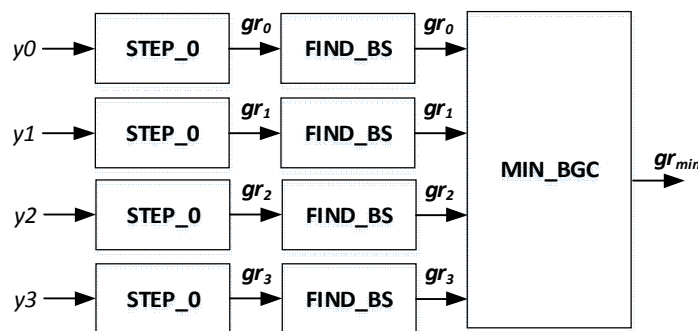 gr0 gr0
y0 STEP_0 FIND_BS
gr1 gr1
y1 STEP_0 FIND_BS
MIN_BGC grmin
gr2 gr2
y2 STEP_0 FIND_BS
gr3 gr3
y3 STEP_0 FIND_BS